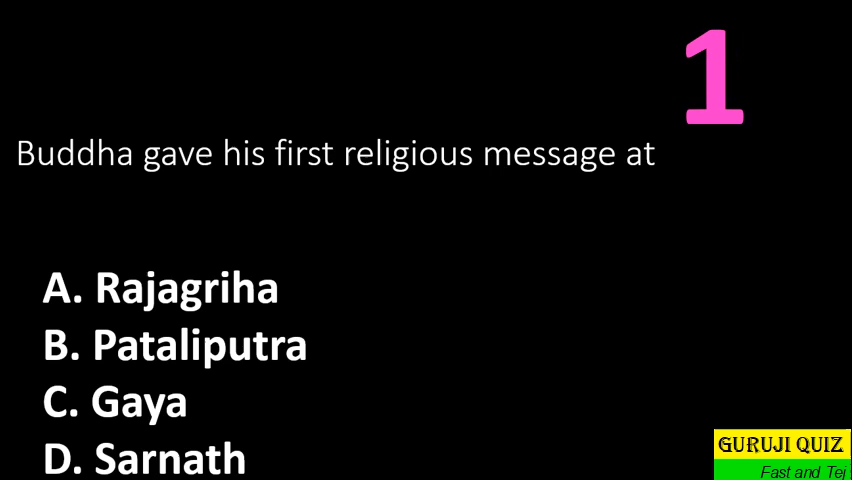 1
Buddha gave his first religious message at
A. Rajagriha
B. Pataliputra
C. Gaya
D. Sarnath
GURUJI QUIZ
Fast and Tej